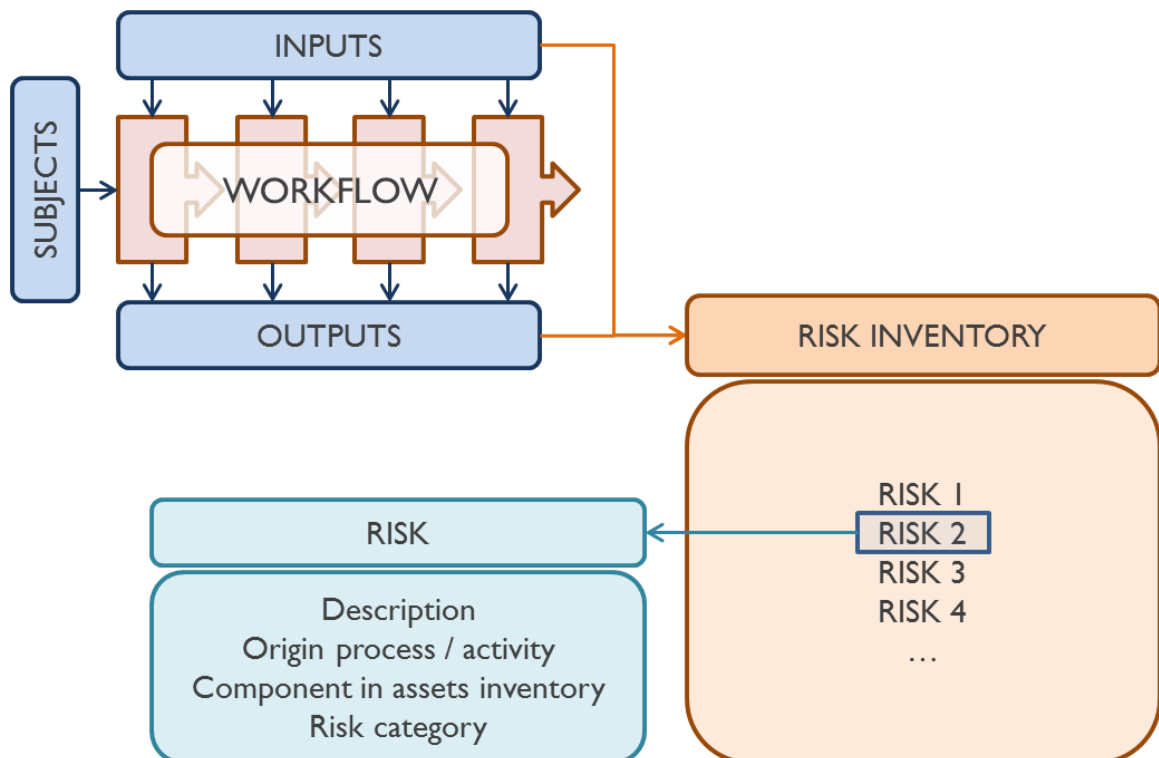 INPUTS
SUBJECTS
WORKFLOW
OUTPUTS
RISK INVENTORY
RISK 1
RISK 2
RISK 3
RISK 4
…
RISK
Description
Origin process / activity
Component in assets inventory
Risk category